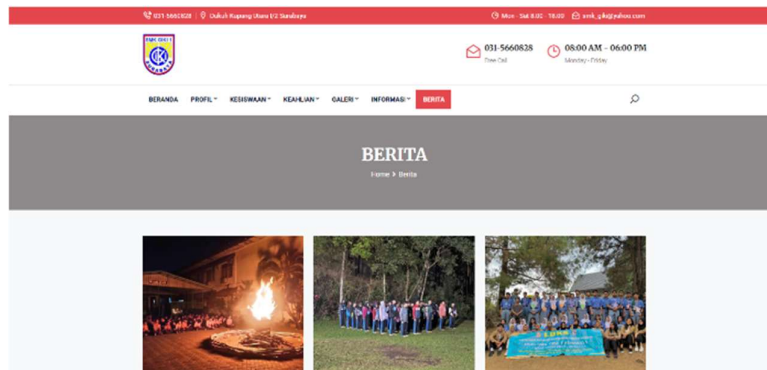 031-5660828 | Dukuh Kupang Utara I/2 Surabaya
Mon - Sat 8.00 - 18.00 smk_giki@yahoo.com
031-5660828
Free Call
08:00 AM - 06:00 PM
Monday - Friday
BERANDA PROFIL KESISWAAN KEAHLIAN GALERI INFORMASI BERITA
BERITA
Home > Berita